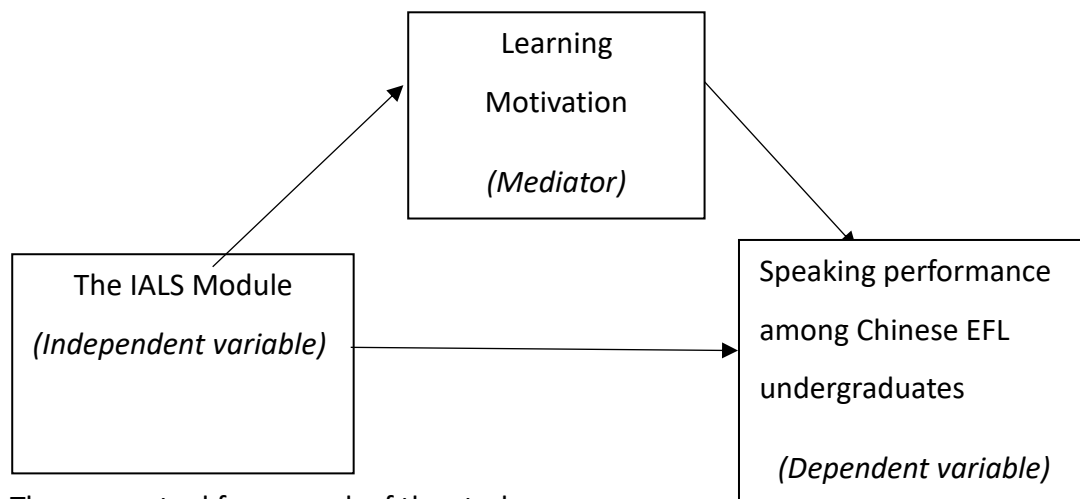 Learning
Motivation
(Mediator)
The IALS Module
(Independent variable)
Speaking performance
among Chinese EFL
undergraduates
(Dependent variable)